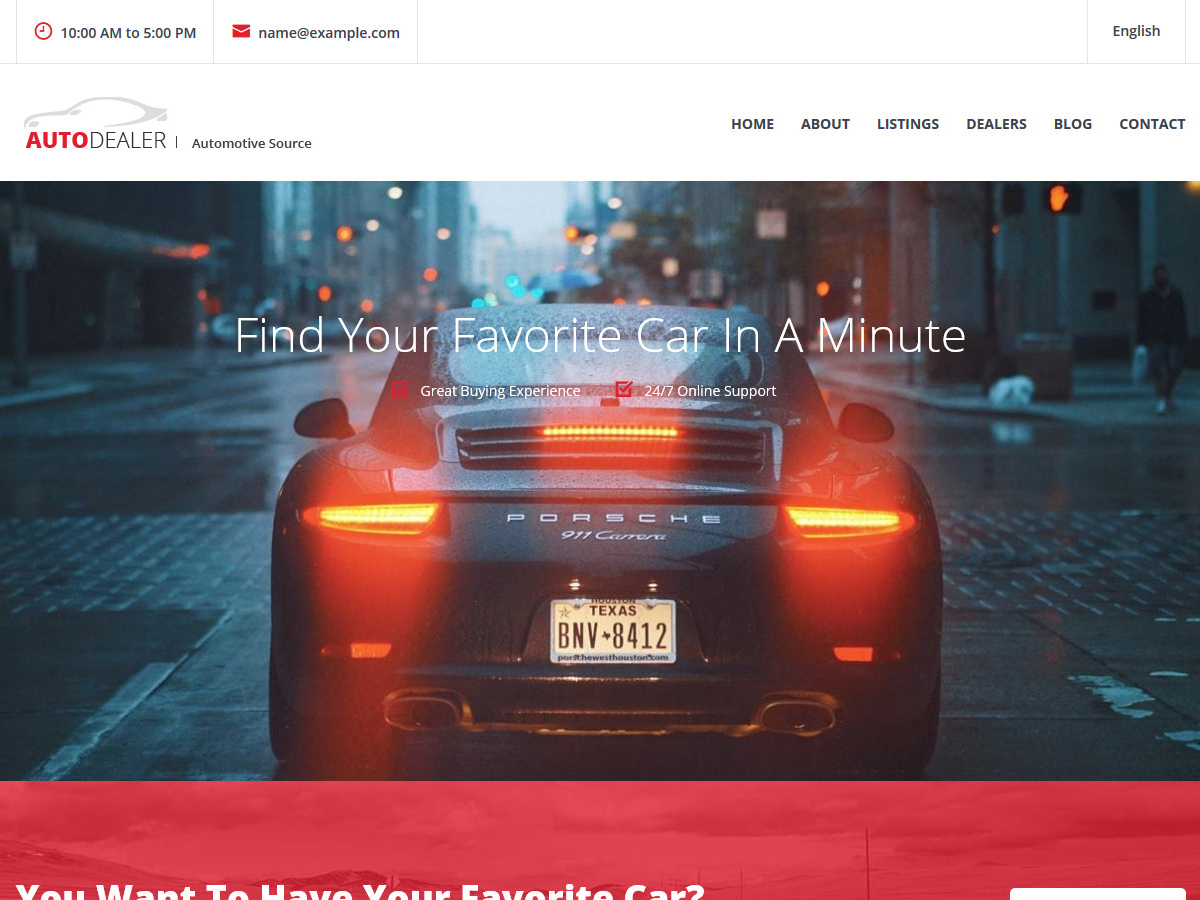 10:00 AM to 5:00 PM
name@example.com
English
AUTODEALER
Automotive Source
HOME
ABOUT
LISTINGS
DEALERS
BLOG
CONTACT
Find Your Favorite Car In A Minute
Great Buying Experience
24/7 Online Support
PORSCHE
911 Carrera
HOUSTON
TEXAS
BNV 8412
porschewesthouston.com
You Want To Have Your Favorite Car?